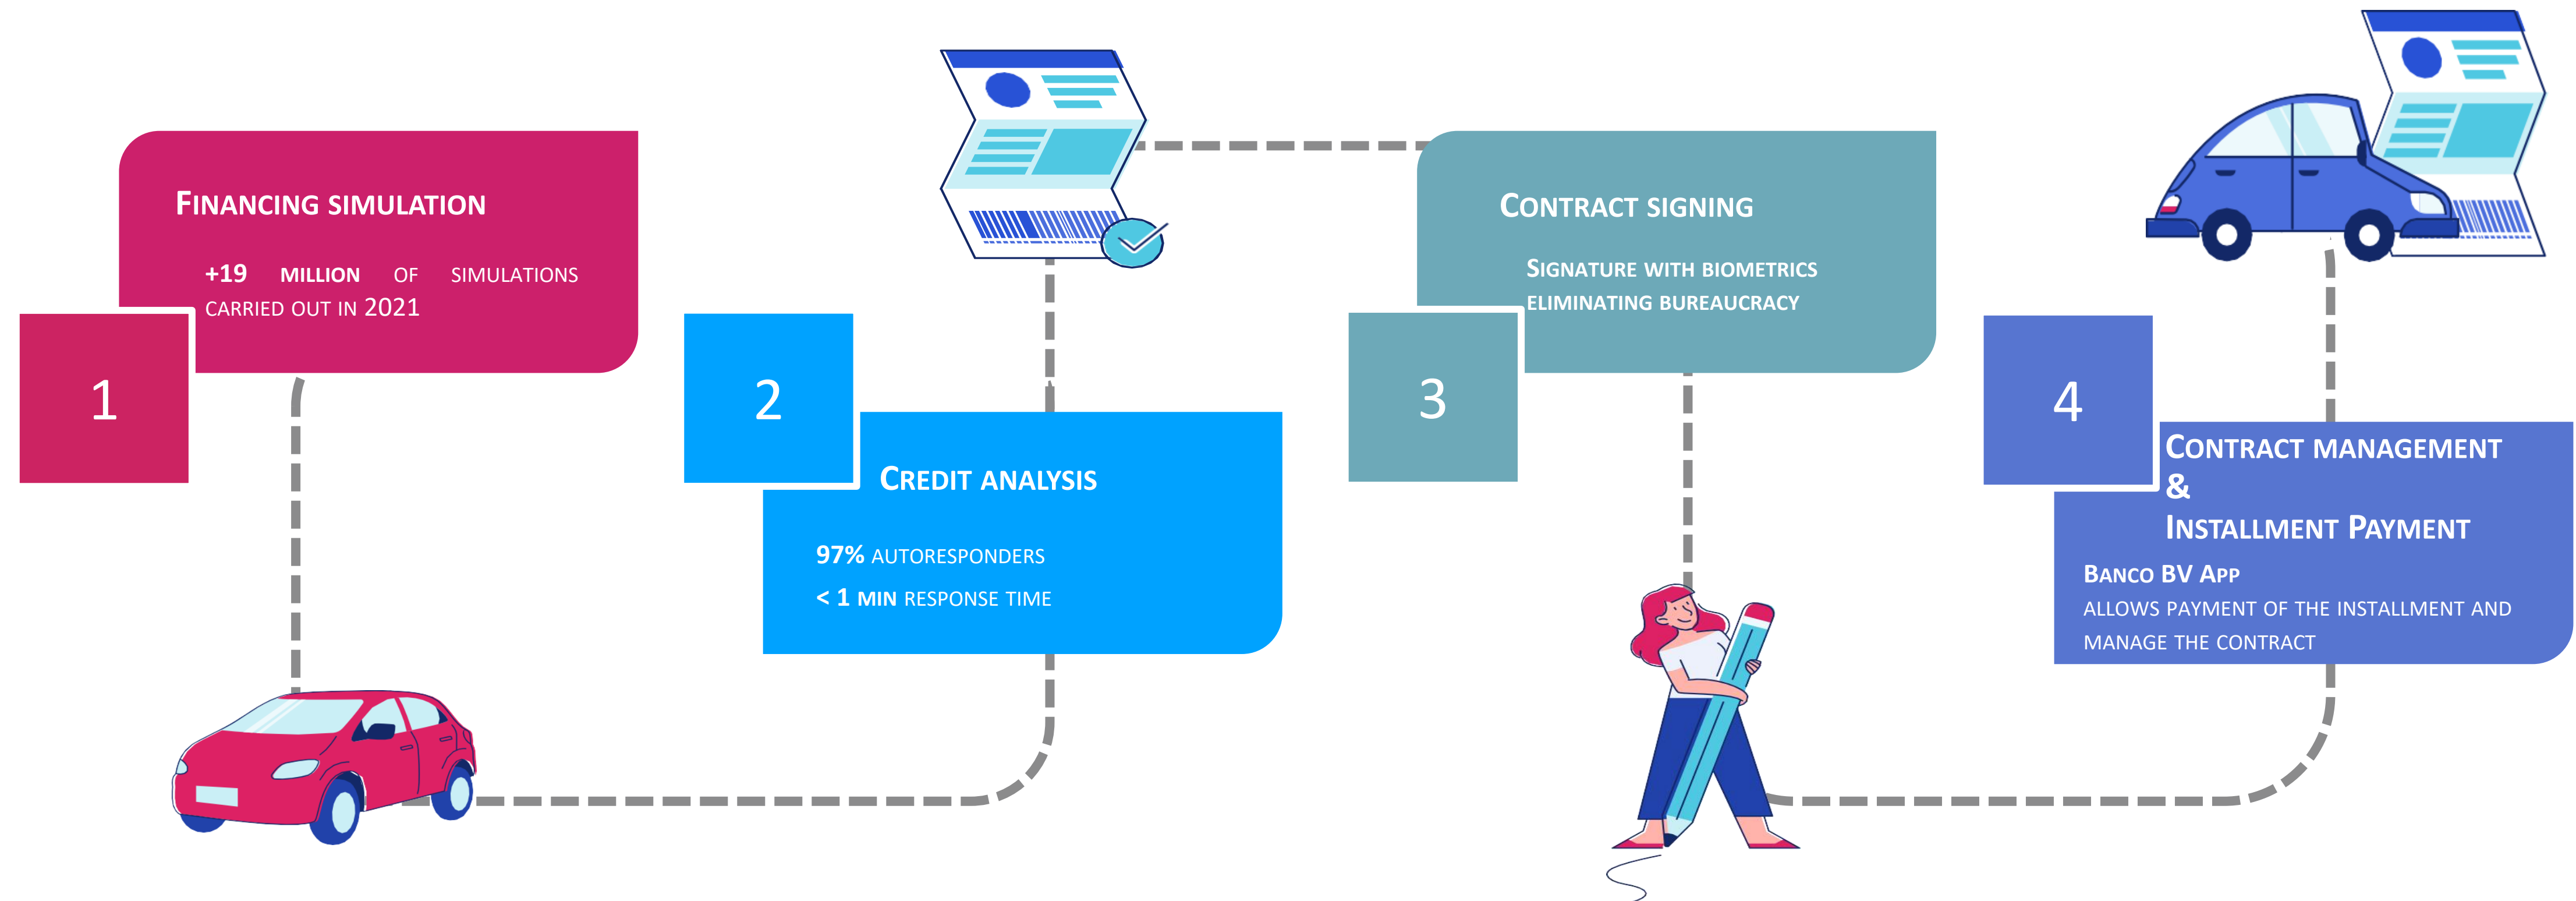 1
FINANCING SIMULATION
+19 MILLION OF SIMULATIONS
CARRIED OUT IN 2021
2
CREDIT ANALYSIS
97% AUTORESPONDERS
< 1 MIN RESPONSE TIME
3
CONTRACT SIGNING
SIGNATURE WITH BIOMETRICS
ELIMINATING BUREAUCRACY
4
CONTRACT MANAGEMENT
&
INSTALLMENT PAYMENT
BANCO BV APP
ALLOWS PAYMENT OF THE INSTALLMENT AND
MANAGE THE CONTRACT